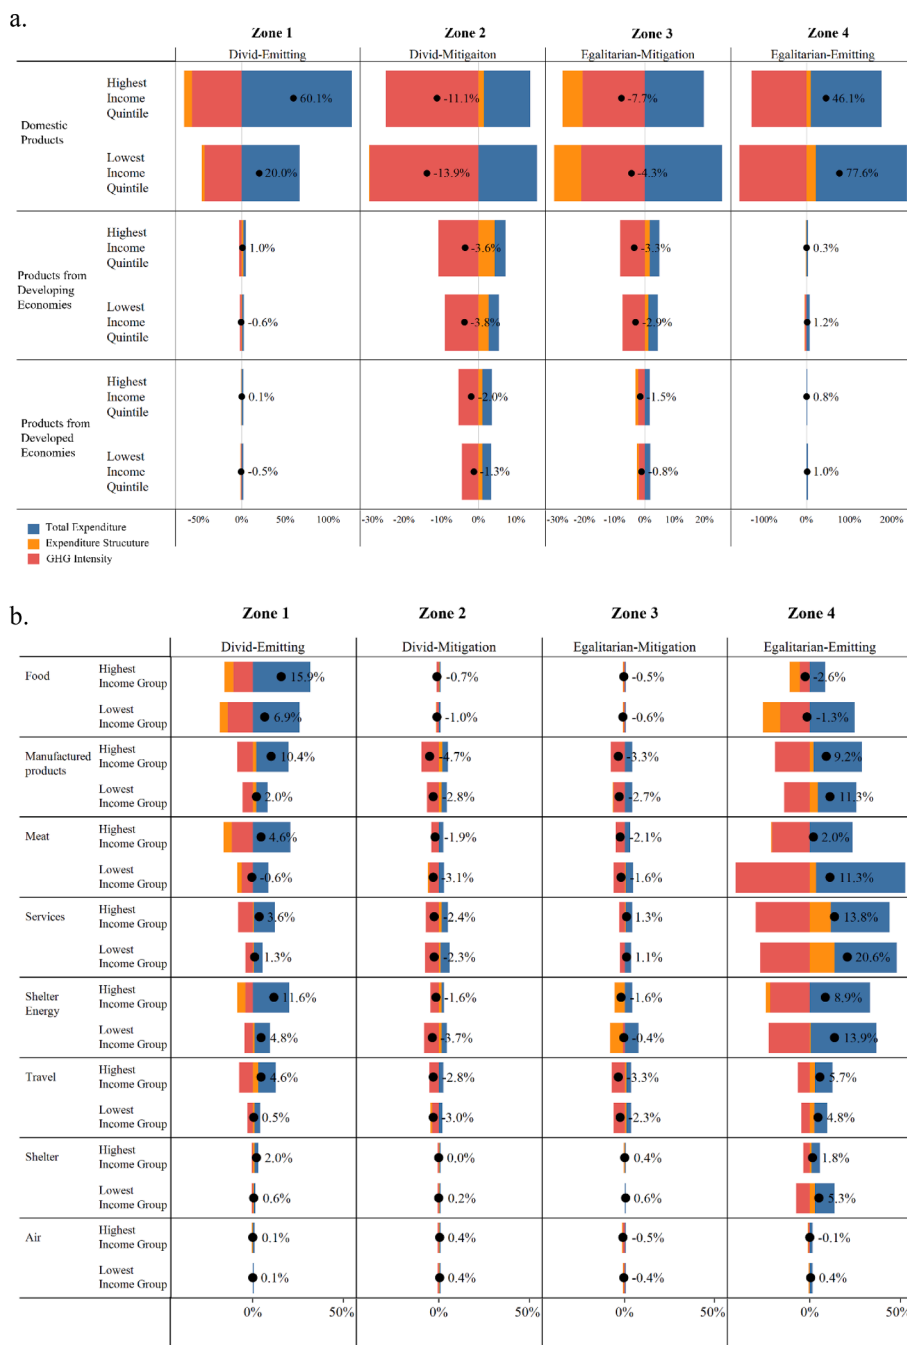 a.
Zone 1 Zone 2 Zone 3 Zone 4
Divid-Emitting Divid-Mitigaiton Egalitarian-Mitigation Egalitarian-Emitting
Domestic
Products
Highest
Income
Quintile
60.1% -11.1% -7.7% 46.1%
Lowest
Income
Quintile
20.0% -13.9% -4.3% 77.6%
Products from
Developing
Economies
Highest
Income
Quintile
1.0% -3.6% -3.3% 0.3%
Lowest
Income
Quintile
-0.6% -3.8% -2.9% 1.2%
Products from
Developed
Economies
Highest
Income
Quintile
0.1% -2.0% -1.5% 0.8%
Lowest
Income
Quintile
-0.5% -1.3% -0.8% 1.0%
-50% 0% 50% 100% -30% -20% -10% 0% 10% -30% -20% -10% 0% 10% 20% -100% 0% 100% 200%
Total Expenditure
Expenditure Strucuture
GHG Intensity
b.
Zone 1 Zone 2 Zone 3 Zone 4
Divid-Emitting Divid-Mitigation Egalitarian-Mitigation Egalitarian-Emitting
Food
Highest
Income Group
15.9% -0.7% -0.5% -2.6%
Lowest
Income Group
6.9% -1.0% -0.6% -1.3%
Manufactured
products
Highest
Income Group
10.4% -4.7% -3.3% 9.2%
Lowest
Income Group
2.0% -2.8% -2.7% 11.3%
Meat
Highest
Income Group
4.6% -1.9% -2.1% 2.0%
Lowest
Income Group
-0.6% -3.1% -1.6% 11.3%
Services
Highest
Income Group
3.6% -2.4% 1.3% 13.8%
Lowest
Income Group
1.3% -2.3% 1.1% 20.6%
Shelter
Energy
Highest
Income Group
11.6% -1.6% -1.6% 8.9%
Lowest
Income Group
4.8% -3.7% -0.4% 13.9%
Travel
Highest
Income Group
4.6% -2.8% -3.3% 5.7%
Lowest
Income Group
0.5% -3.0% -2.3% 4.8%
Shelter
Highest
Income Group
2.0% 0.0% 0.4% 1.8%
Lowest
Income Group
0.6% 0.2% 0.6% 5.3%
Air
Highest
Income Group
0.1% 0.4% -0.5% -0.1%
Lowest
Income Group
0.1% 0.4% -0.4% 0.4%
0% 50% 0% 50% 0% 50% 0% 50%